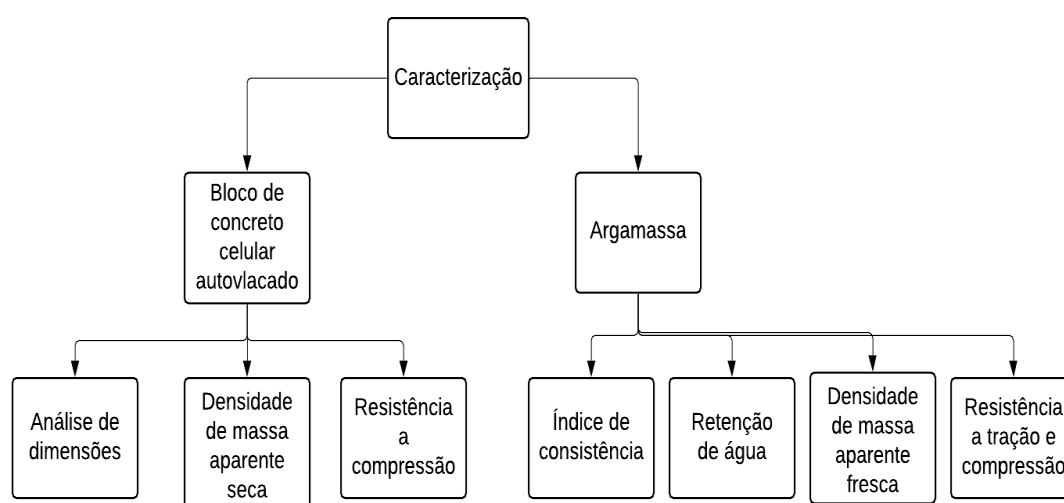 Caracterização
Bloco de
concreto
celular
autovlacado
Argamassa
Análise de
dimensões
Densidade
de massa
aparente
seca
Resistência
a
compressão
Índice de
consistência
Retenção
de água
Densidade
de massa
aparente
fresca
Resistência
a tração e
compressão